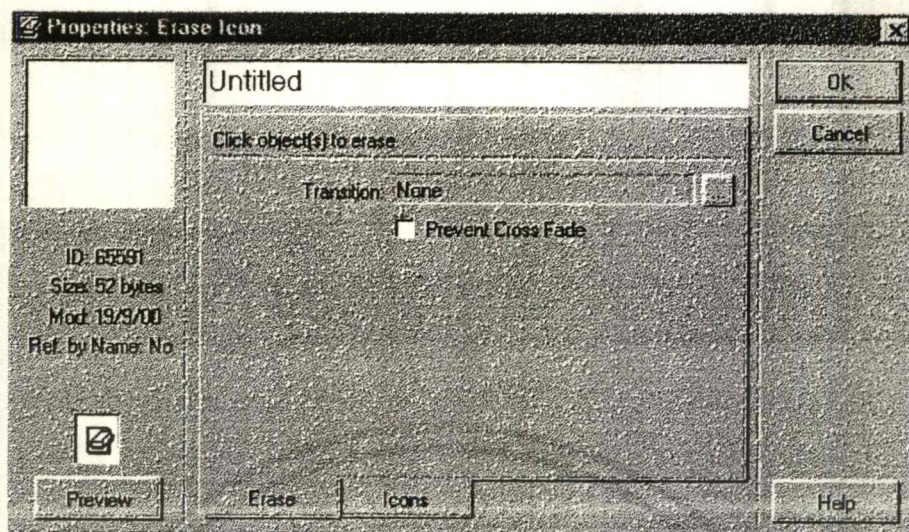 Properties: Erase Icon
Untitled
OK
Cancel
Click object(s) to erase
Transition: None
Prevent Cross Fade
ID: 65591
Size: 52 bytes
Mod: 19/9/00
Ref. by Name: No
Preview
Erase
Icons
Help